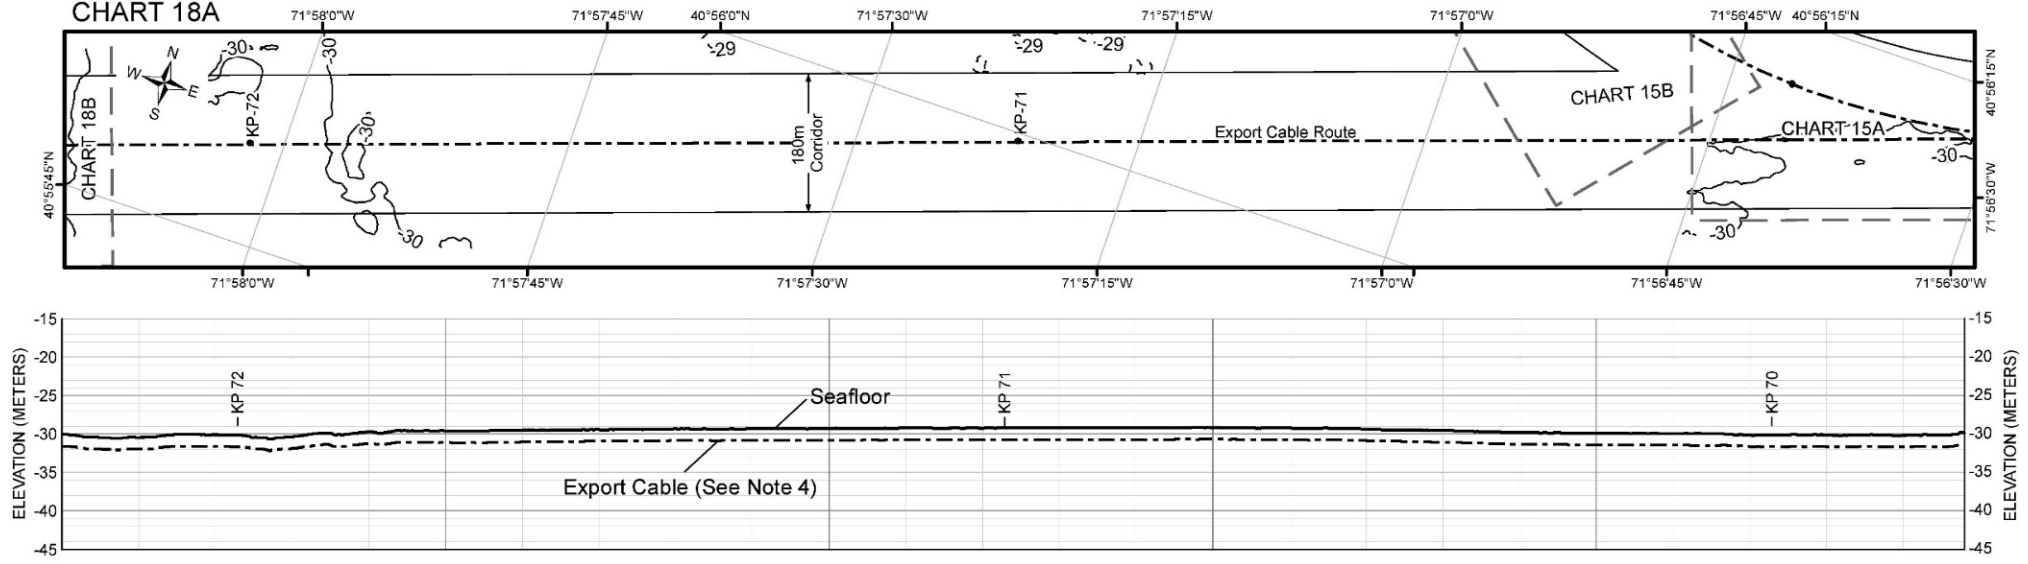 CHART 18A
71°58'0"W
71°57'45"W
40°56'0"N
71°57'30"W
71°57'15"W
71°57'0"W
71°56'45"W
40°56'15"N
-30
-30
-29
-29
-29
N
W
E
S
CHART 18B
KP-72
-30
180m
Corridor
KP-71
Export Cable Route
CHART 15B
CHART 15A
-30
-30
-30
40°55'45"N
40°56'15"N
71°56'30"W
71°58'0"W
71°57'45"W
71°57'30"W
71°57'15"W
71°57'0"W
71°56'45"W
71°56'30"W
ELEVATION (METERS)
-15
-20
-25
-30
-35
-40
-45
KP 72
Seafloor
KP 71
KP 70
Export Cable (See Note 4)
-15
-20
-25
-30
-35
-40
-45
ELEVATION (METERS)